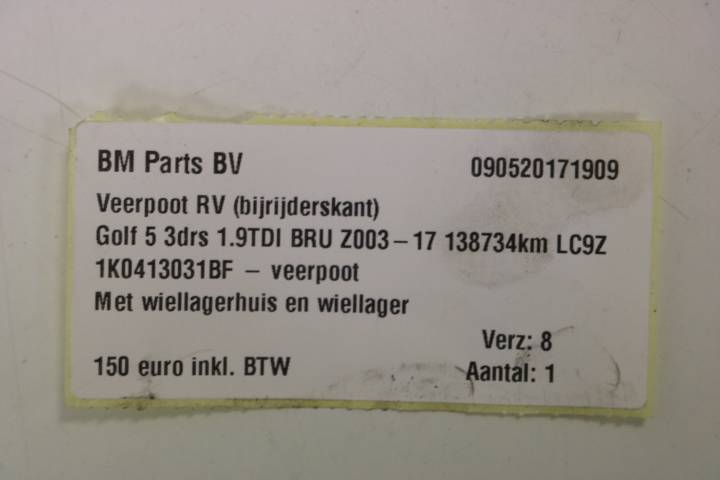 BM Parts BV 090520171909
Veerpoot RV (bijrijderskant)
Golf 5 3drs 1.9TDI BRU Z003-17 138734km LC9Z
1K0413031BF - veerpoot
Met wiellagerhuis en wiellager
Verz: 8
150 euro inkl. BTW Aantal: 1